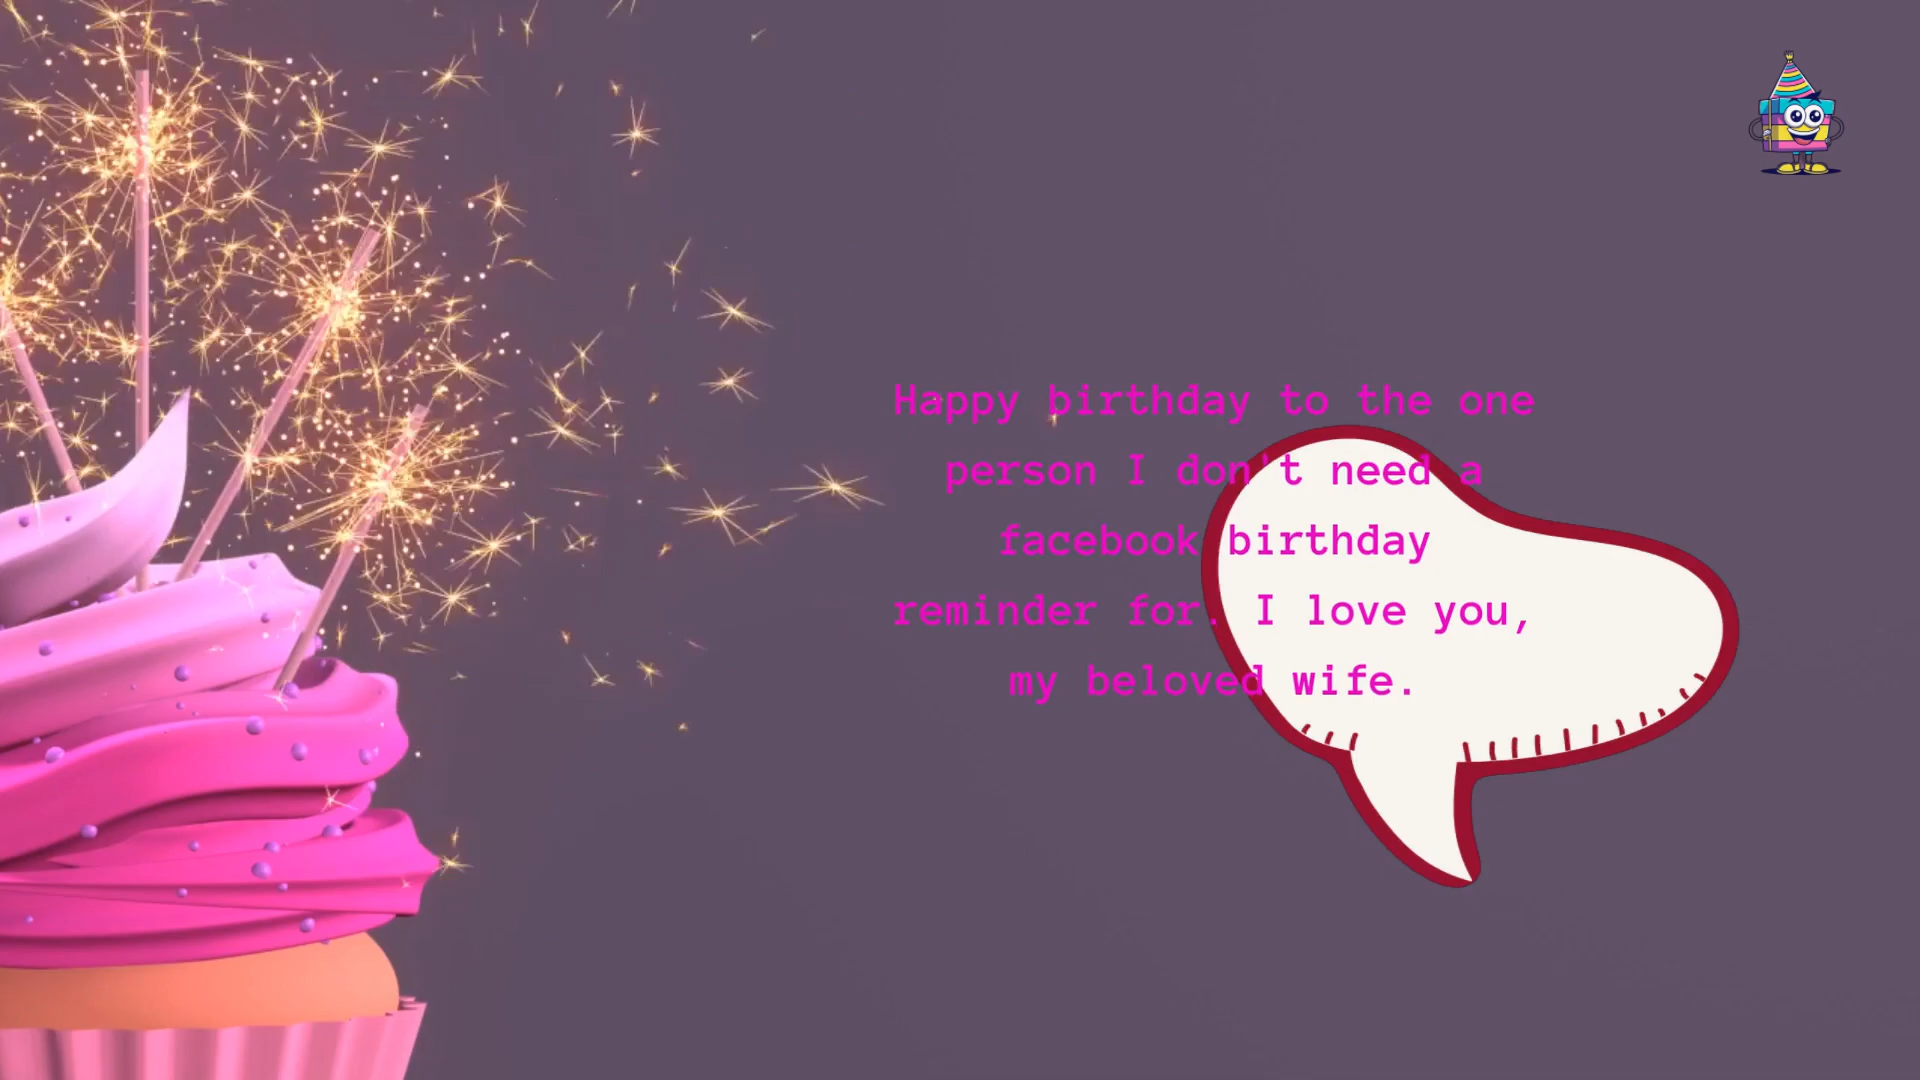 Happy birthday to the one
person I don't need a
facebook birthday
reminder for. I love you,
my beloved wife.